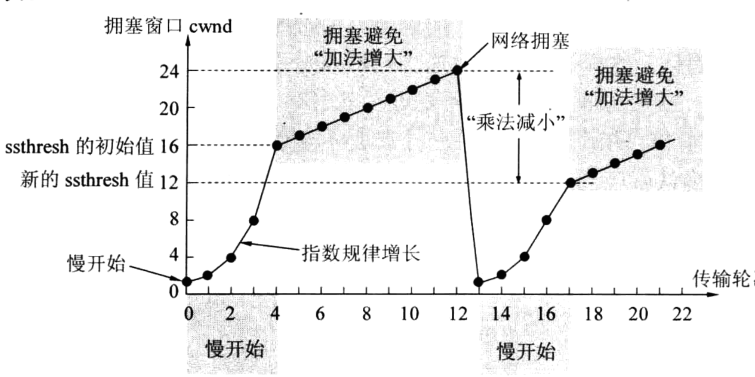 拥塞窗口 cwnd
拥塞避免
“加法增大”
网络拥塞
拥塞避免
“加法增大”
24
20
“乘法减小”
ssthresh 的初始值
16
新的 ssthresh 值
12
8
4
慢开始
指数规律增长
0
传输轮
0 2 4 6 8 10 12 14 16 18 20 22
慢开始
慢开始